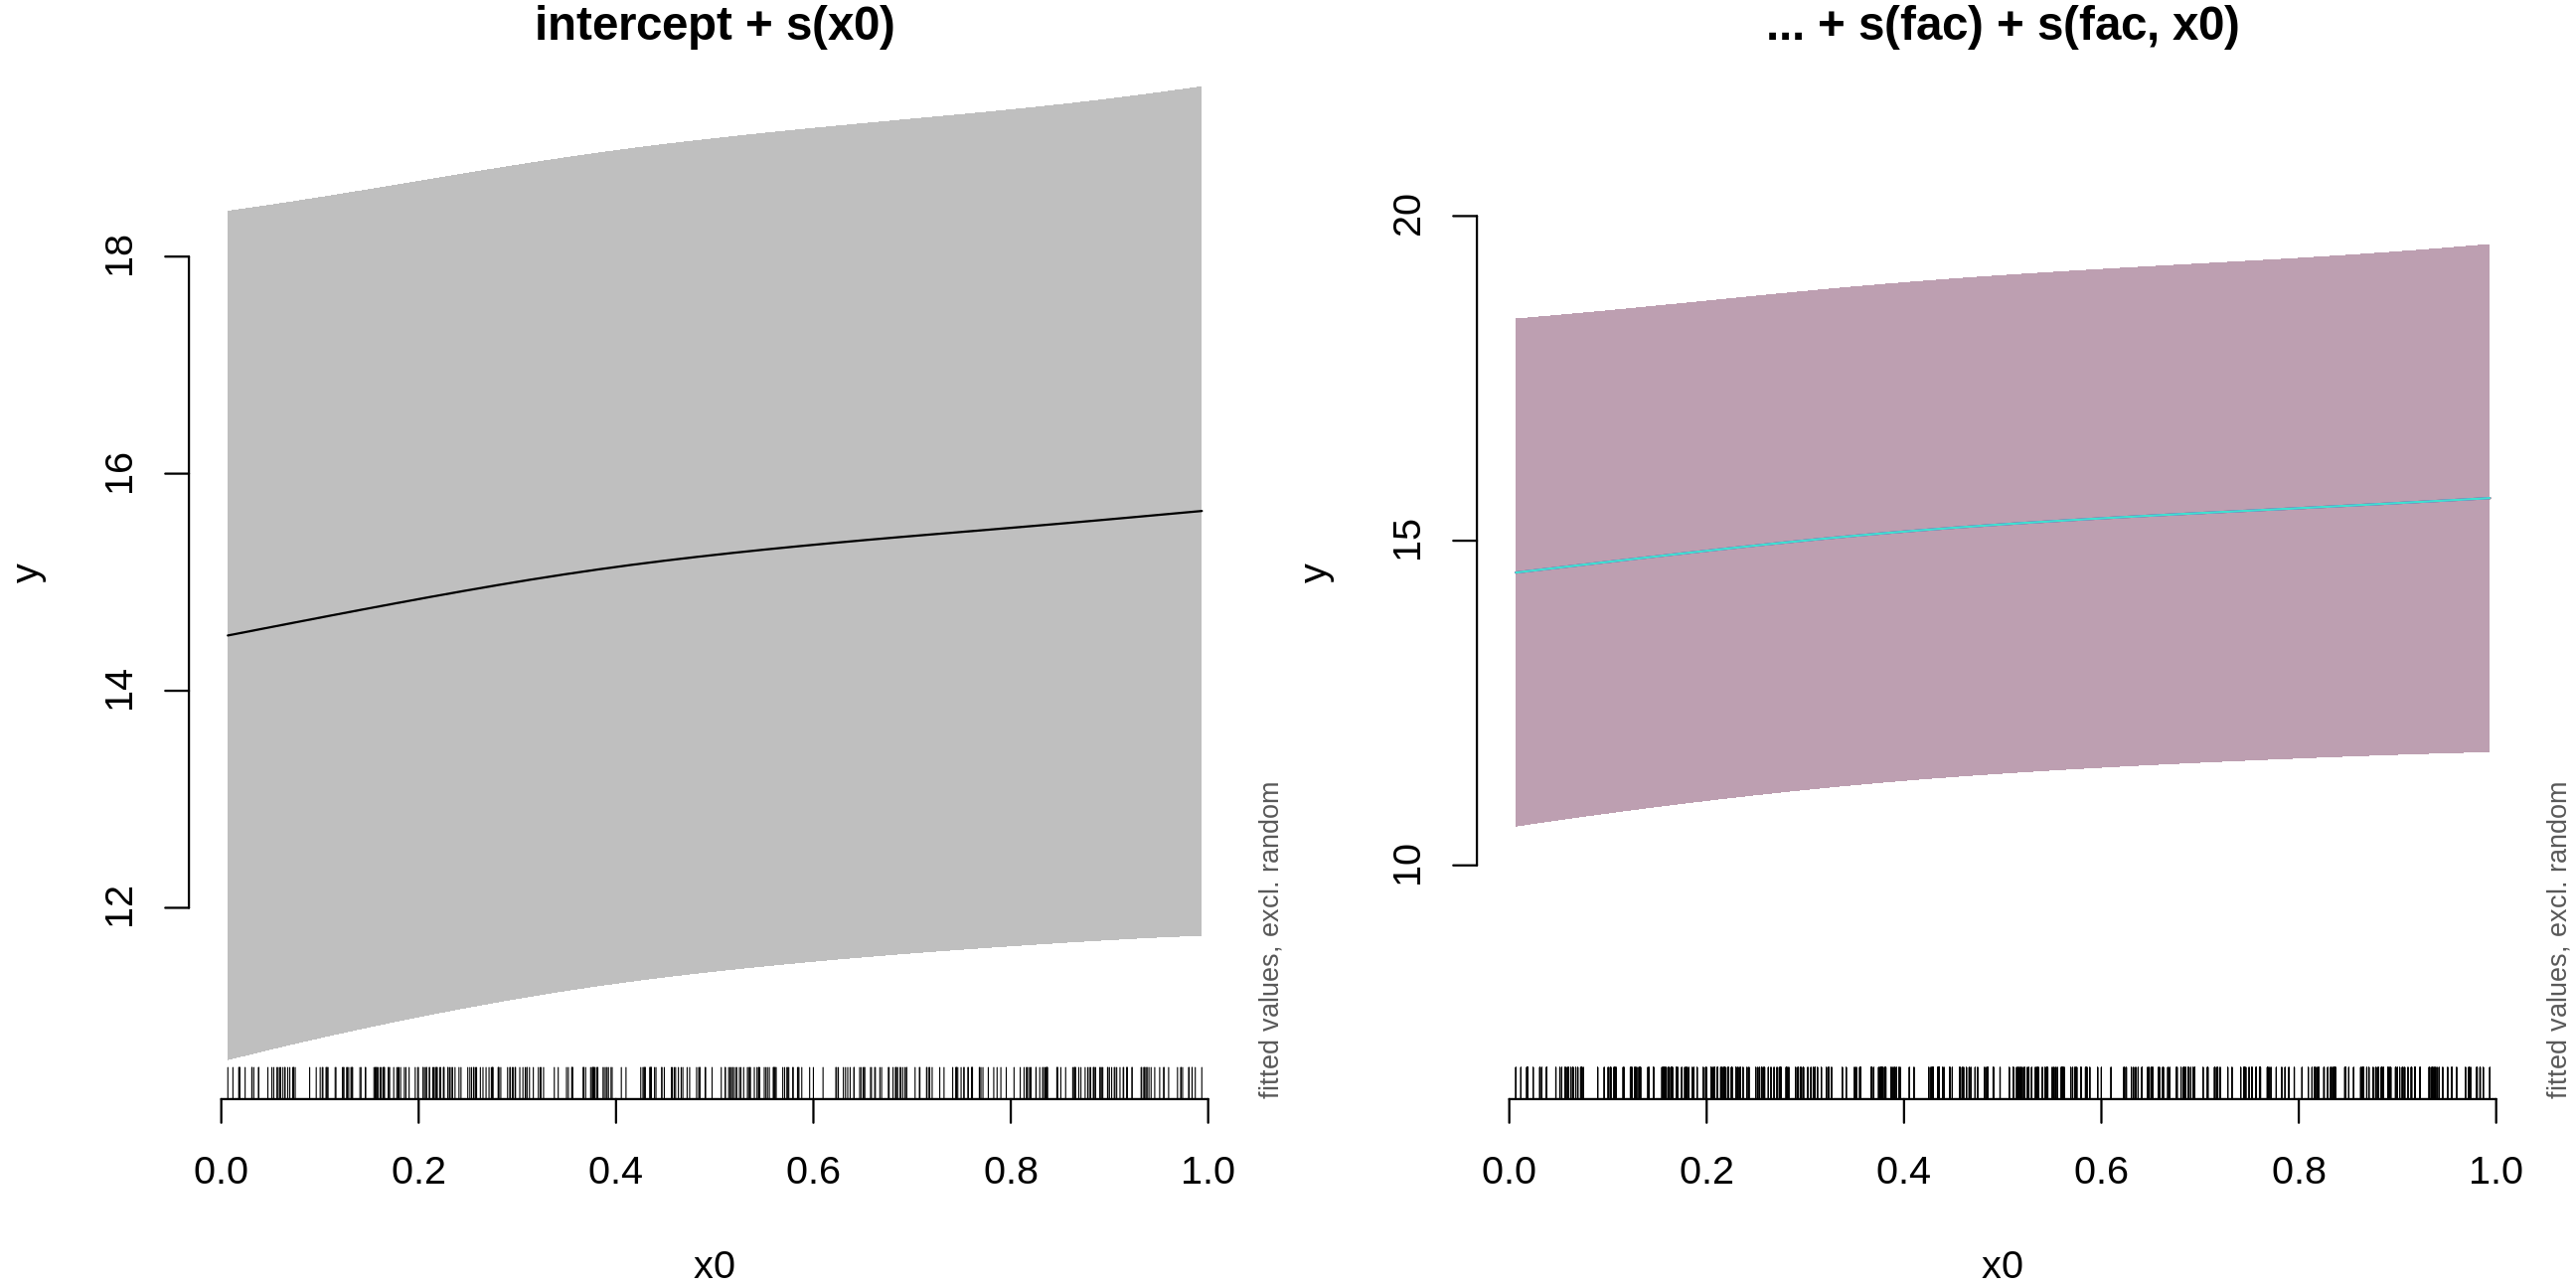 intercept + s(x0)
y
18
16
14
12
0.0 0.2 0.4 0.6 0.8 1.0
x0
fitted values, excl. random
... + s(fac) + s(fac, x0)
y
20
15
10
0.0 0.2 0.4 0.6 0.8 1.0
x0
fitted values, excl. random